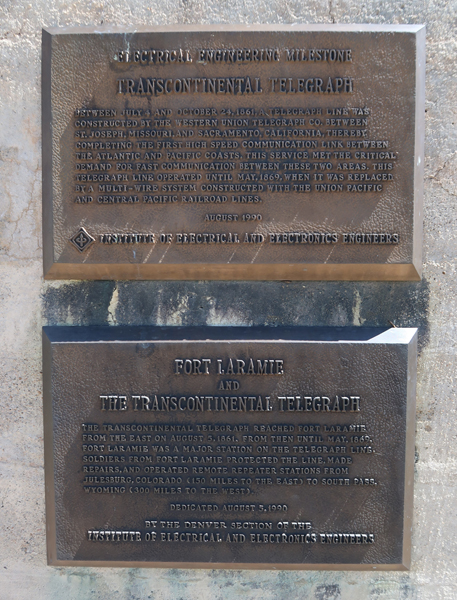 ELECTRICAL ENGINEERING MILESTONE
TRANSCONTINENTAL TELEGRAPH
BETWEEN JULY 4 AND OCTOBER 24, 1861, A TELEGRAPH LINE WAS
CONSTRUCTED BY THE WESTERN UNION TELEGRAPH CO. BETWEEN
ST. JOSEPH, MISSOURI, AND SACRAMENTO, CALIFORNIA, THEREBY
COMPLETING THE FIRST HIGH SPEED COMMUNICATION LINK BETWEEN
THE ATLANTIC AND PACIFIC COASTS. THIS SERVICE MET THE CRITICAL
DEMAND FOR FAST COMMUNICATION BETWEEN THESE TWO AREAS. THIS
TELEGRAPH LINE OPERATED UNTIL MAY, 1869, WHEN IT WAS REPLACED
BY A MULTI-WIRE SYSTEM CONSTRUCTED WITH THE UNION PACIFIC
AND CENTRAL PACIFIC RAILROAD LINES.
AUGUST 1990
INSTITUTE OF ELECTRICAL AND ELECTRONICS ENGINEERS
FORT LARAMIE
AND
THE TRANSCONTINENTAL TELEGRAPH
THE TRANSCONTINENTAL TELEGRAPH REACHED FORT LARAMIE
FROM THE EAST ON AUGUST 5, 1861. FROM THEN UNTIL MAY, 1869,
FORT LARAMIE WAS A MAJOR STATION ON THE TELEGRAPH LINE.
SOLDIERS FROM FORT LARAMIE PROTECTED THE LINE, MADE
REPAIRS, AND OPERATED REMOTE REPEATER STATIONS FROM
JULESBURG, COLORADO (150 MILES TO THE EAST) TO SOUTH PASS,
WYOMING (300 MILES TO THE WEST).
DEDICATED AUGUST 5, 1990
BY THE DENVER SECTION OF THE
INSTITUTE OF ELECTRICAL AND ELECTRONICS ENGINEERS